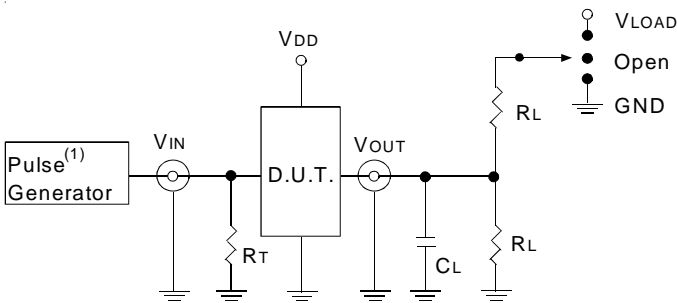 VLOAD
VDD
Open
RL
GND
VIN
VOUT
Pulse(1)
Generator
D.U.T.
RT
CL
RL